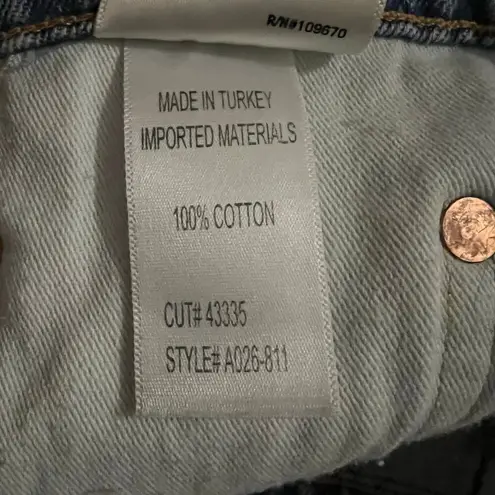 R/N#109670
MADE IN TURKEY
IMPORTED MATERIALS
100% COTTON
CUT# 43335
STYLE# A026-811